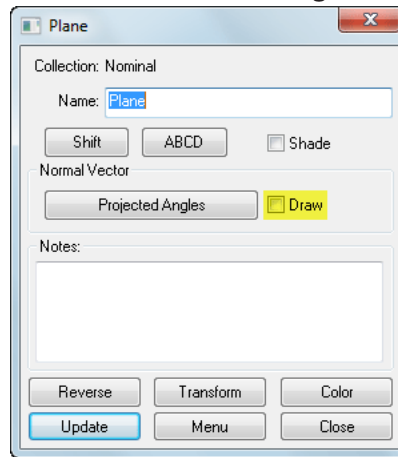 Plane
Collection: Nominal
Name: Plane
Shift ABCD Shade
Normal Vector
Projected Angles Draw
Notes:
Reverse Transform Color
Update Menu Close